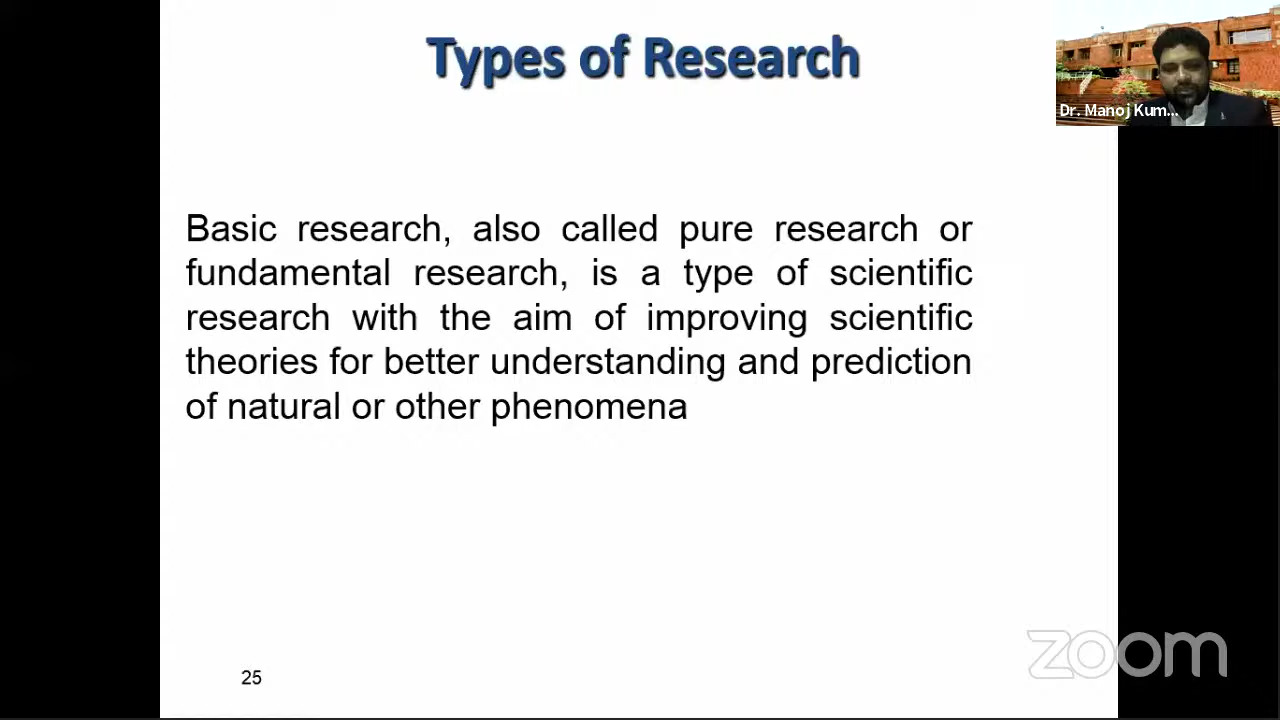 Types of Research
Dr. Manoj Kum...
Basic research, also called pure research or
fundamental research, is a type of scientific
research with the aim of improving scientific
theories for better understanding and prediction
of natural or other phenomena
zoom
25